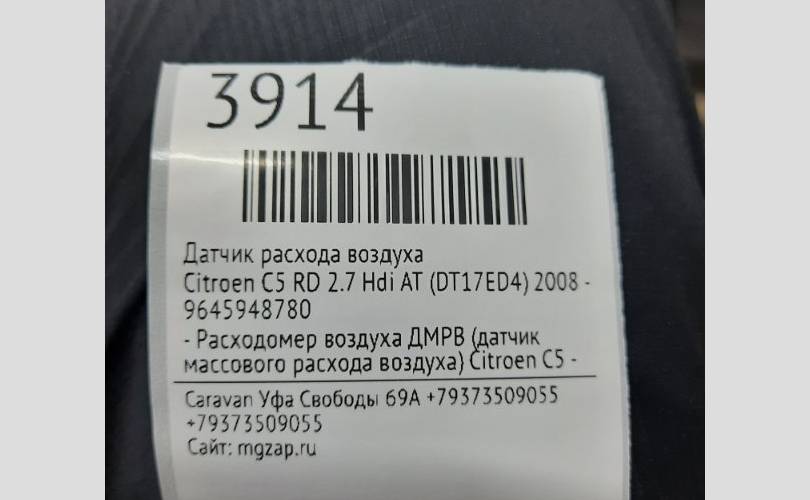 3914
Датчик расхода воздуха
Citroen C5 RD 2.7 Hdi AT (DT17ED4) 2008 -
9645948780
- Расходомер воздуха ДМРВ (датчик
массового расхода воздуха) Citroen C5 -
Caravan Уфа Свободы 69А +79373509055
+79373509055
Сайт: mgzap.ru